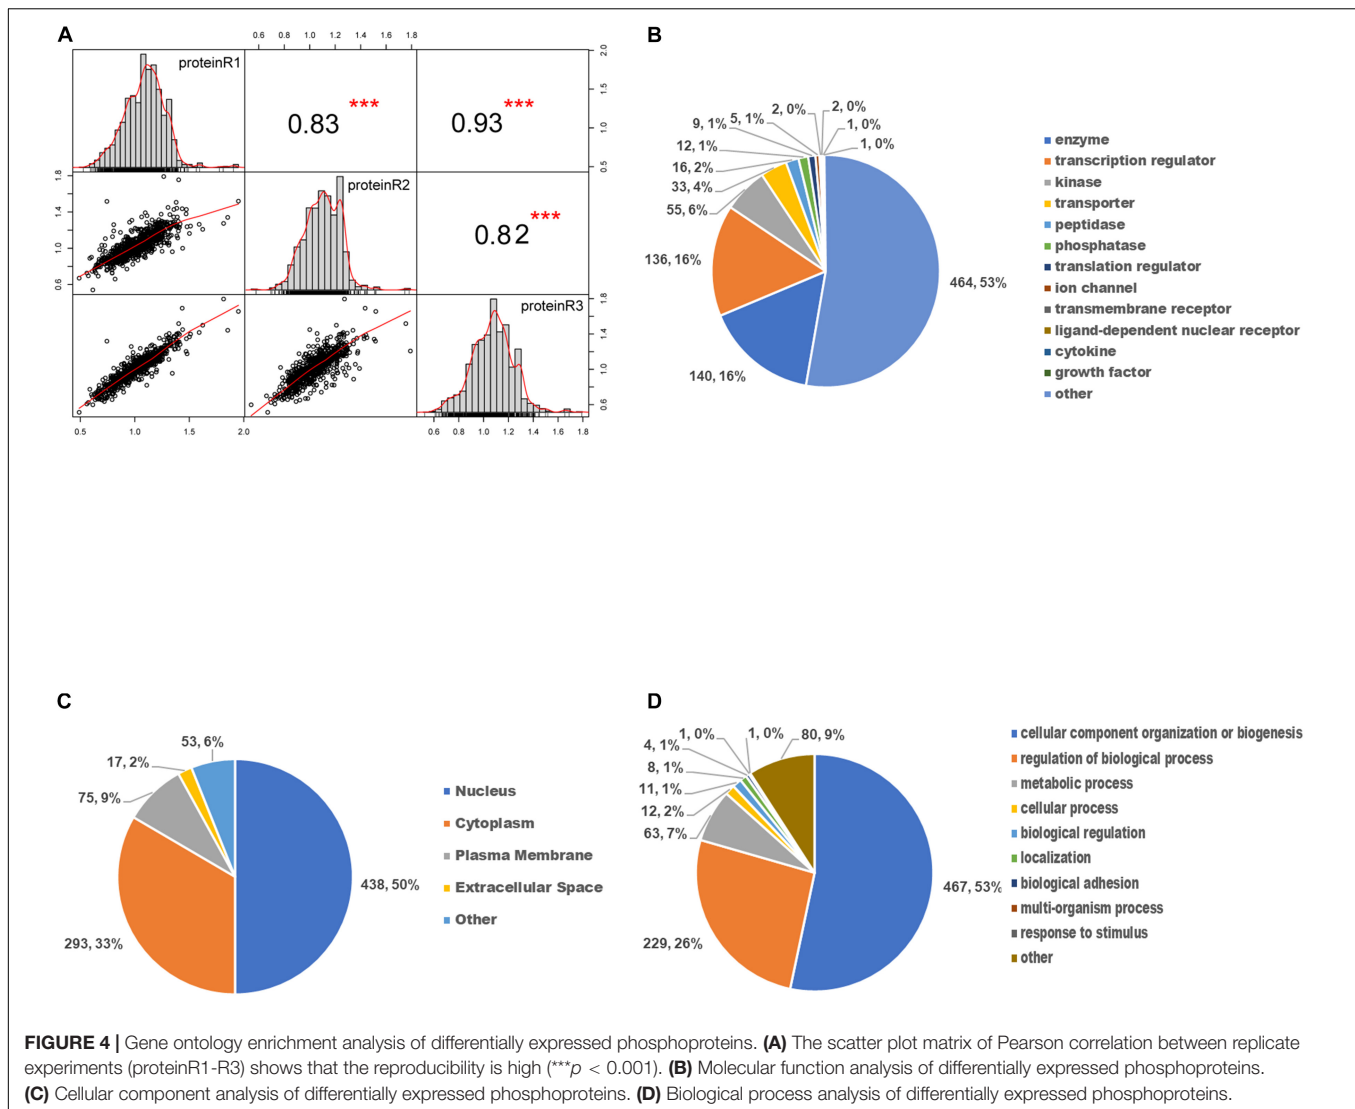 A
0.6 0.8 1.0 1.2 1.4 1.6 1.8
proteinR1
0.83 ***
0.93 ***
0.5 1.0 1.5 2.0
0.6 1.0 1.4 1.8
proteinR2
0.82 ***
proteinR3
0.6 1.0 1.4 1.8
0.5 1.0 1.5 2.0
0.6 0.8 1.0 1.2 1.4 1.6 1.8
B
2, 0%
2, 0%
5, 1%
1, 0%
9, 1%
1, 0%
12, 1%
16, 2%
33, 4%
55, 6%
136, 16%
464, 53%
140, 16%
enzyme
transcription regulator
kinase
transporter
peptidase
phosphatase
translation regulator
ion channel
transmembrane receptor
ligand-dependent nuclear receptor
cytokine
growth factor
other
C
53, 6%
17, 2%
75, 9%
438, 50%
293, 33%
Nucleus
Cytoplasm
Plasma Membrane
Extracellular Space
Other
D
1, 0%
1, 0%
80, 9%
4, 1%
8, 1%
11, 1%
12, 2%
63, 7%
467, 53%
229, 26%
cellular component organization or biogenesis
regulation of biological process
metabolic process
cellular process
biological regulation
localization
biological adhesion
multi-organism process
response to stimulus
other
FIGURE 4 | Gene ontology enrichment analysis of differentially expressed phosphoproteins. (A) The scatter plot matrix of Pearson correlation between replicate
experiments (proteinR1-R3) shows that the reproducibility is high (***p < 0.001). (B) Molecular function analysis of differentially expressed phosphoproteins.
(C) Cellular component analysis of differentially expressed phosphoproteins. (D) Biological process analysis of differentially expressed phosphoproteins.